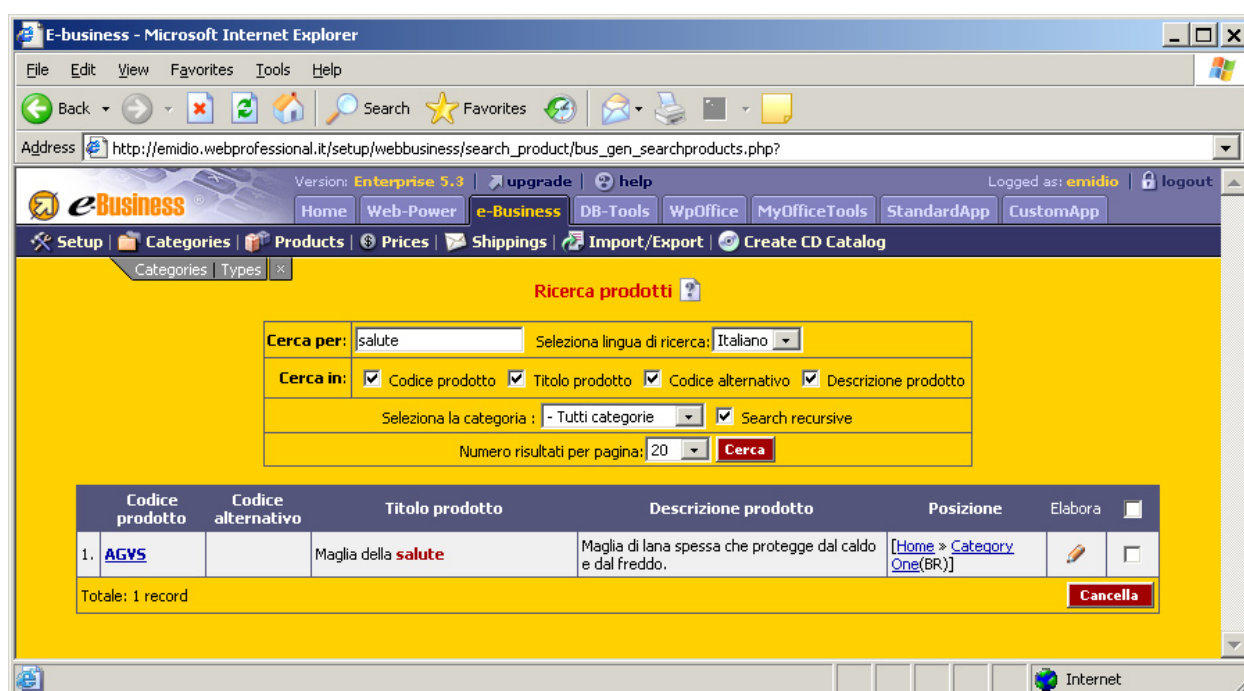 E-business - Microsoft Internet Explorer
File Edit View Favorites Tools Help
Back Search Favorites
Address http://emidio.webprofessional.it/setup/webbusiness/search_product/bus_gen_searchproducts.php?
Version: Enterprise 5.3 | upgrade | help Logged as: emidio | logout
e-Business ®
Home Web-Power e-Business DB-Tools WpOffice MyOfficeTools StandardApp CustomApp
Setup | Categories | Products | Prices | Shippings | Import/Export | Create CD Catalog
Categories | Types ×
Ricerca prodotti ?
Cerca per: salute Seleziona lingua di ricerca: Italiano
Cerca in: Codice prodotto Titolo prodotto Codice alternativo Descrizione prodotto
Seleziona la categoria : - Tutti categorie Search recursive
Numero risultati per pagina: 20 Cerca
Codice prodotto Codice alternativo Titolo prodotto Descrizione prodotto Posizione Elabora
1. AGVS Maglia della salute Maglia di lana spessa che protegge dal caldo e dal freddo. [Home » Category One(BR)]
Totale: 1 record Cancella
Internet